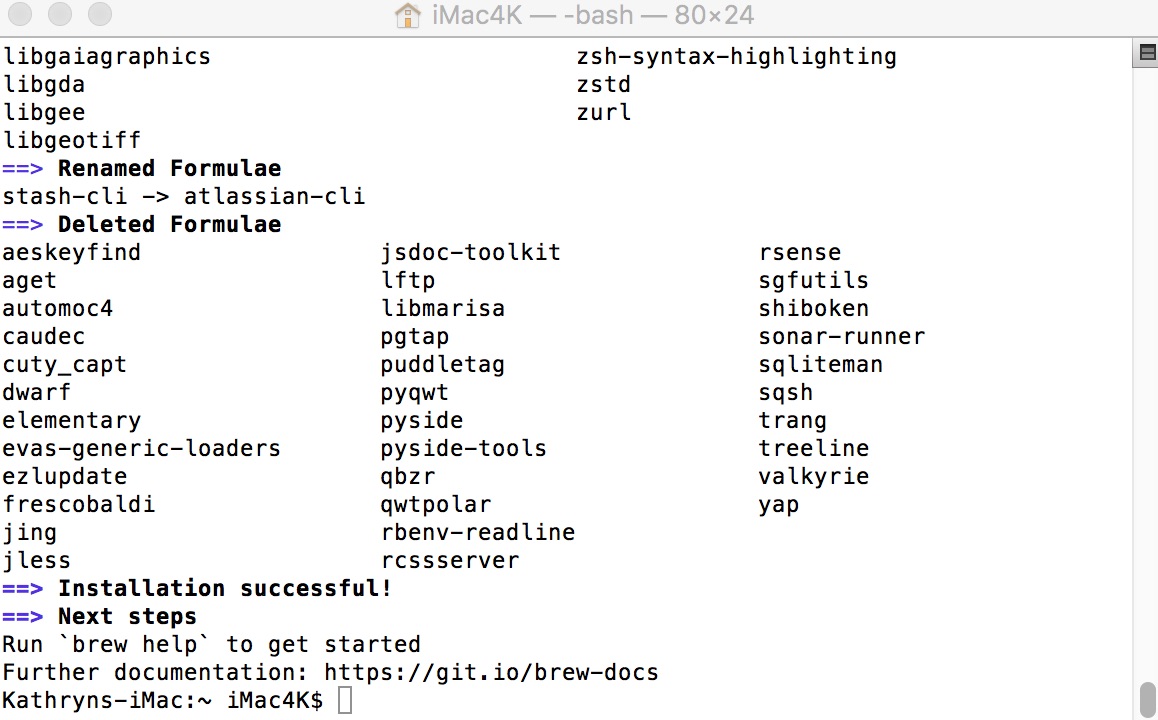 iMac4K — -bash — 80×24
libgaiagraphics zsh-syntax-highlighting
libgda zstd
libgee zurl
libgeotiff
==> Renamed Formulae
stash-cli -> atlassian-cli
==> Deleted Formulae
aeskeyfind jsdoc-toolkit rsense
aget lftp sgfutils
automoc4 libmarisa shiboken
caudec pgtap sonar-runner
cuty_capt puddletag sqliteman
dwarf pyqwt sqsh
elementary pyside trang
evas-generic-loaders pyside-tools treeline
ezlupdate qbzr valkyrie
frescobaldi qwtpolar yap
jing rbenv-readline
jless rcssserver
==> Installation successful!
==> Next steps
Run `brew help` to get started
Further documentation: https://git.io/brew-docs
Kathryns-iMac:~ iMac4K$